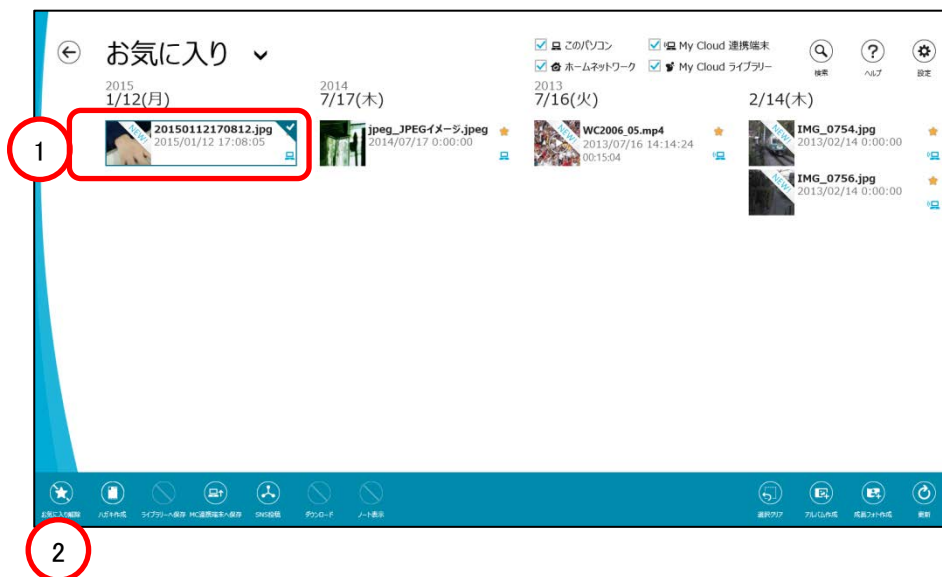 お気に入り
このパソコン
My Cloud 連携端末
ホームネットワーク
My Cloud ライブラリー
検索
ヘルプ
設定
2015
1/12(月)
2014
7/17(木)
2013
7/16(火)
2/14(木)
1
NEW!
20150112170812.jpg
2015/01/12 17:08:05
jpeg_JPEGイメージ.jpeg
2014/07/17 0:00:00
NEW!
WC2006_05.mp4
2013/07/16 14:14:24
00:15:04
NEW!
IMG_0754.jpg
2013/02/14 0:00:00
NEW!
IMG_0756.jpg
2013/02/14 0:00:00
お気に入り解除
ハガキ作成
ライブラリーへ保存
MC連携端末へ保存
SNS投稿
ダウンロード
ノート表示
選択クリア
アルバム作成
成長フォト作成
更新
2